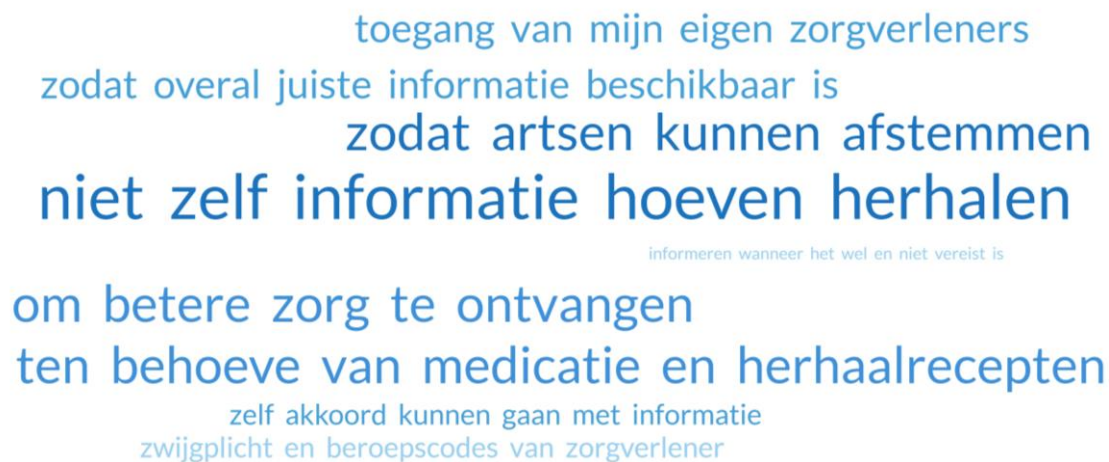 toegang van mijn eigen zorgverleners
zodat overal juiste informatie beschikbaar is
zodat artsen kunnen afstemmen
niet zelf informatie hoeven herhalen
informeren wanneer het wel en niet vereist is
om betere zorg te ontvangen
ten behoeve van medicatie en herhaalrecepten
zelf akkoord kunnen gaan met informatie
zwijgplicht en beroepscodes van zorgverlener